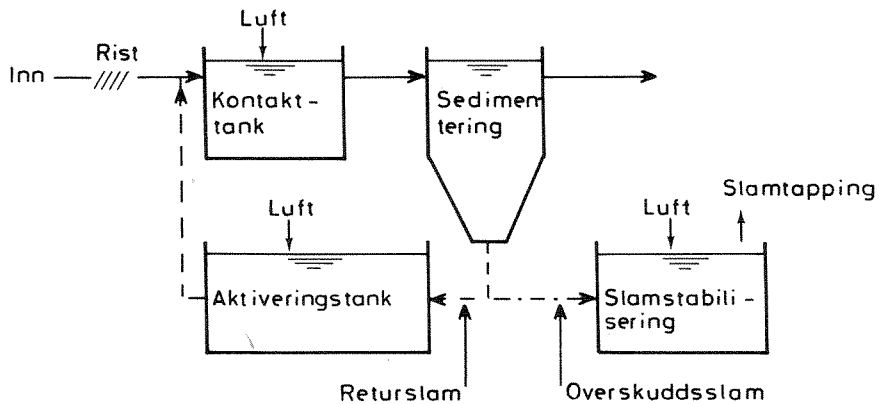 Luft
Rist
Inn
Kontakt-
tank
Sedimen-
tering
Slamtapping
Luft
Luft
Aktiveringstank
Slamstabili-
sering
Returslam
Overskuddsslam